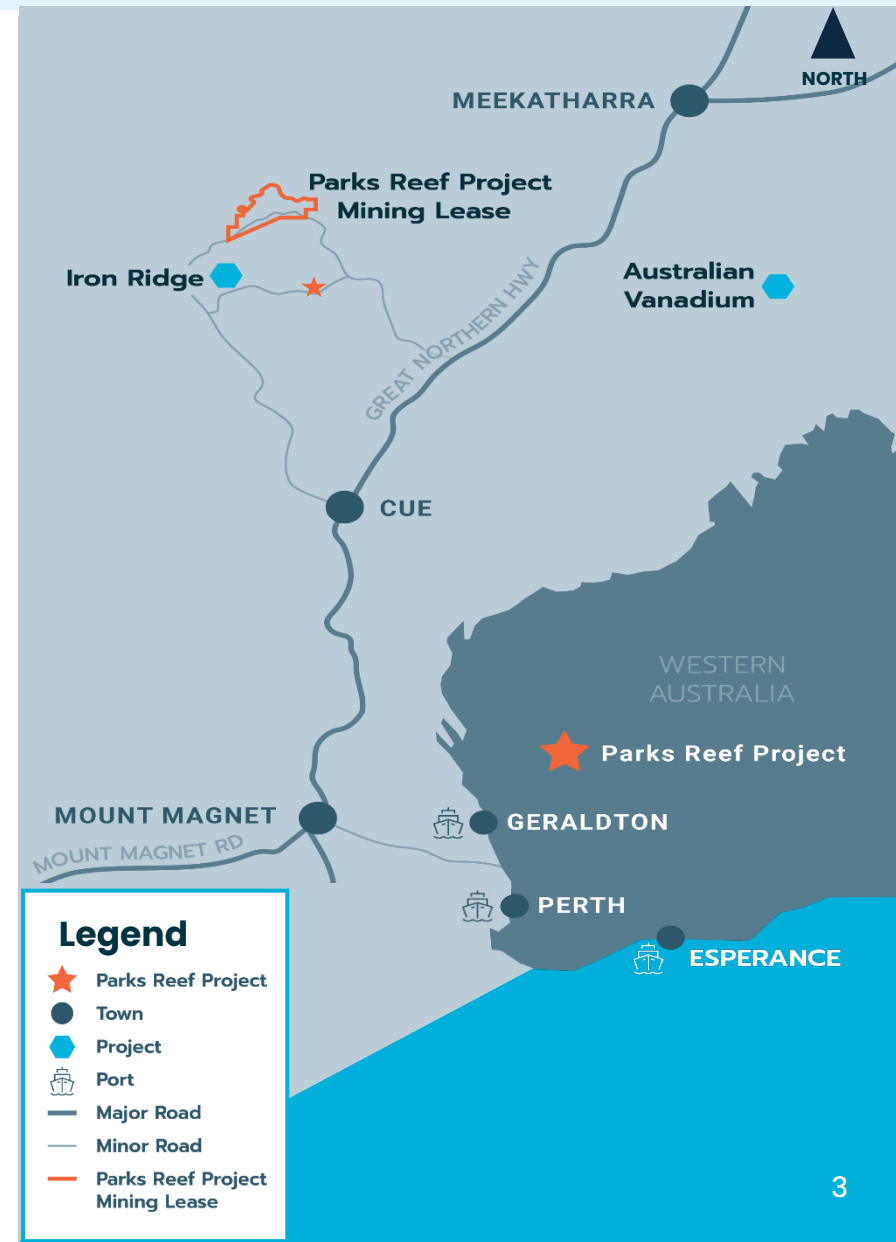 NORTH
MEEKATHARRA
Parks Reef Project
Mining Lease
Iron Ridge
Australian
Vanadium
GREAT NORTHERN HWY
CUE
WESTERN
AUSTRALIA
Parks Reef Project
MOUNT MAGNET
GERALDTON
MOUNT MAGNET RD
PERTH
ESPERANCE
Legend
Parks Reef Project
Town
Project
Port
Major Road
Minor Road
Parks Reef Project
Mining Lease
3